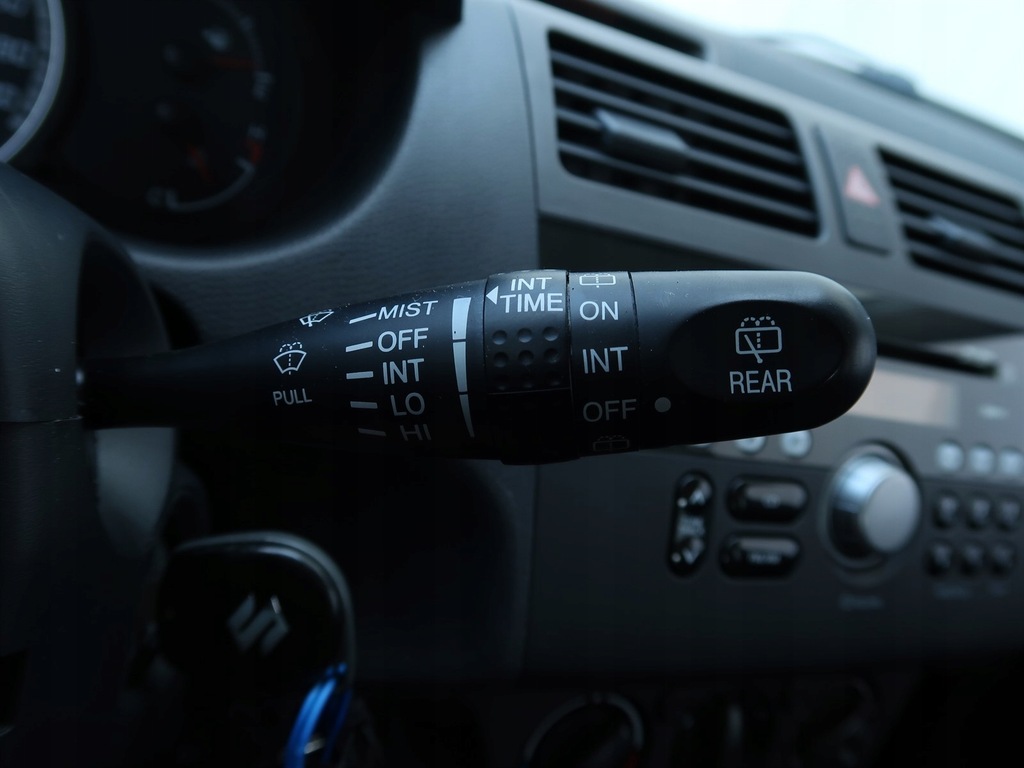 MIST
OFF
INT
LO
HI
PULL
INT
TIME
ON
INT
OFF
REAR